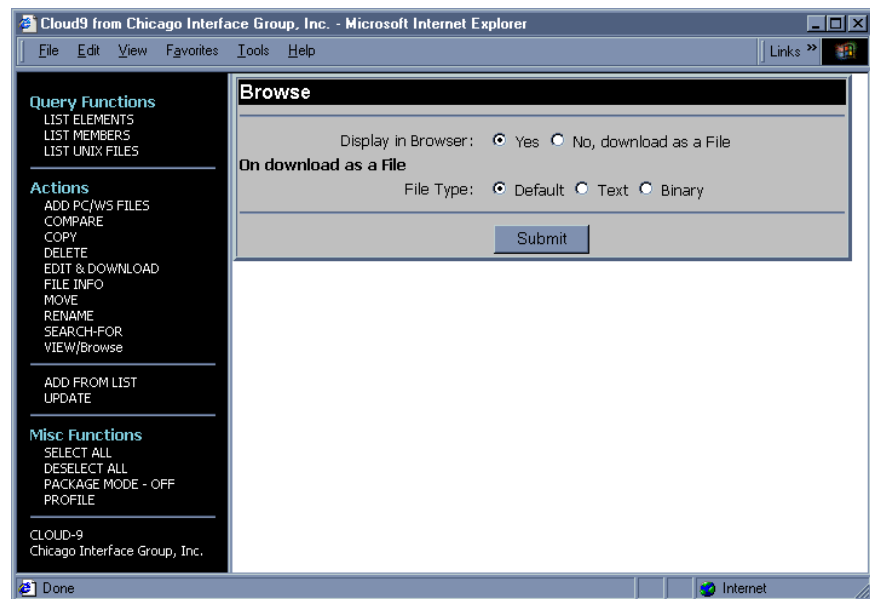 Cloud9 from Chicago Interface Group, Inc. - Microsoft Internet Explorer
File Edit View Favorites Tools Help Links »
Query Functions
LIST ELEMENTS
LIST MEMBERS
LIST UNIX FILES
Actions
ADD PC/WS FILES
COMPARE
COPY
DELETE
EDIT & DOWNLOAD
FILE INFO
MOVE
RENAME
SEARCH-FOR
VIEW/Browse
ADD FROM LIST
UPDATE
Misc Functions
SELECT ALL
DESELECT ALL
PACKAGE MODE - OFF
PROFILE
CLOUD-9
Chicago Interface Group, Inc.
Browse
Display in Browser: Yes No, download as a File
On download as a File
File Type: Default Text Binary
Submit
Done Internet